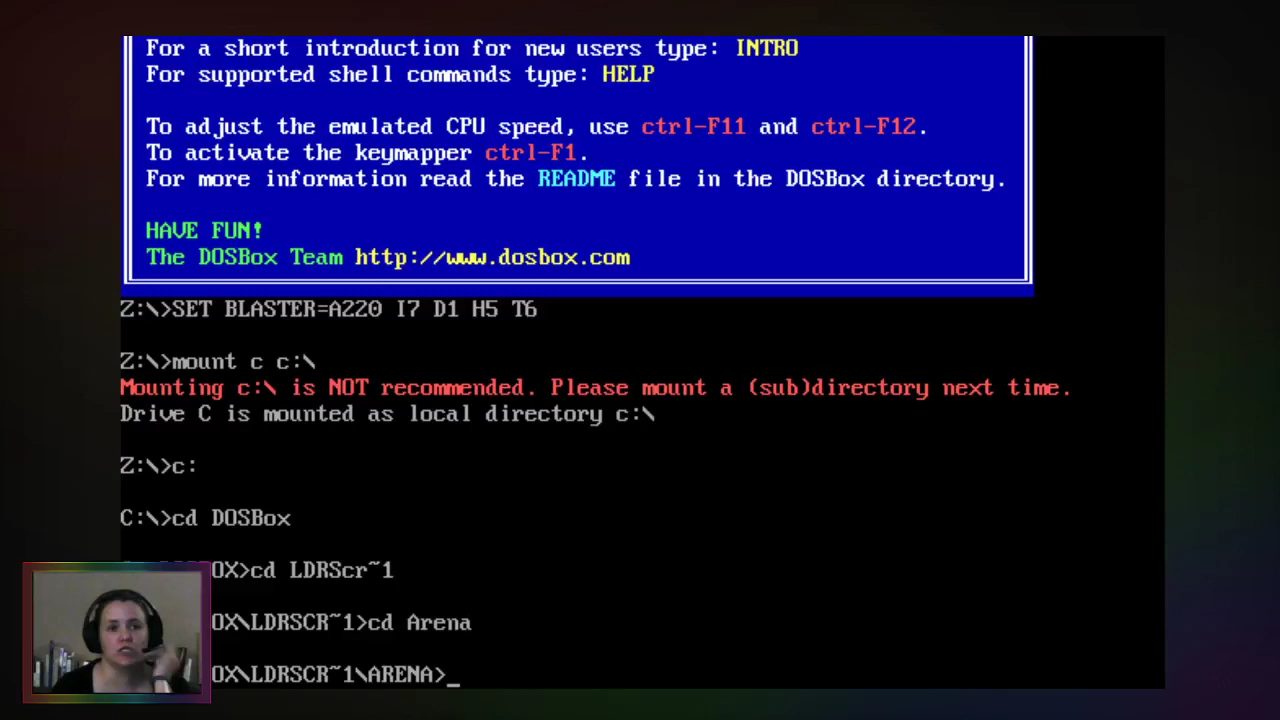 For a short introduction for new users type: INTRO
For supported shell commands type: HELP
To adjust the emulated CPU speed, use ctrl-F11 and ctrl-F12.
To activate the keymapper ctrl-F1.
For more information read the README file in the DOSBox directory.
HAVE FUN!
The DOSBox Team http://www.dosbox.com
Z:\>SET BLASTER=A220 I7 D1 H5 T6
Z:\>mount c c:\
Mounting c:\ is NOT recommended. Please mount a (sub)directory next time.
Drive C is mounted as local directory c:\
Z:\>c:
C:\>cd DOSBox
OX>cd LDRScr~1
OX\LDRSCR~1>cd Arena
OX\LDRSCR~1\ARENA>_